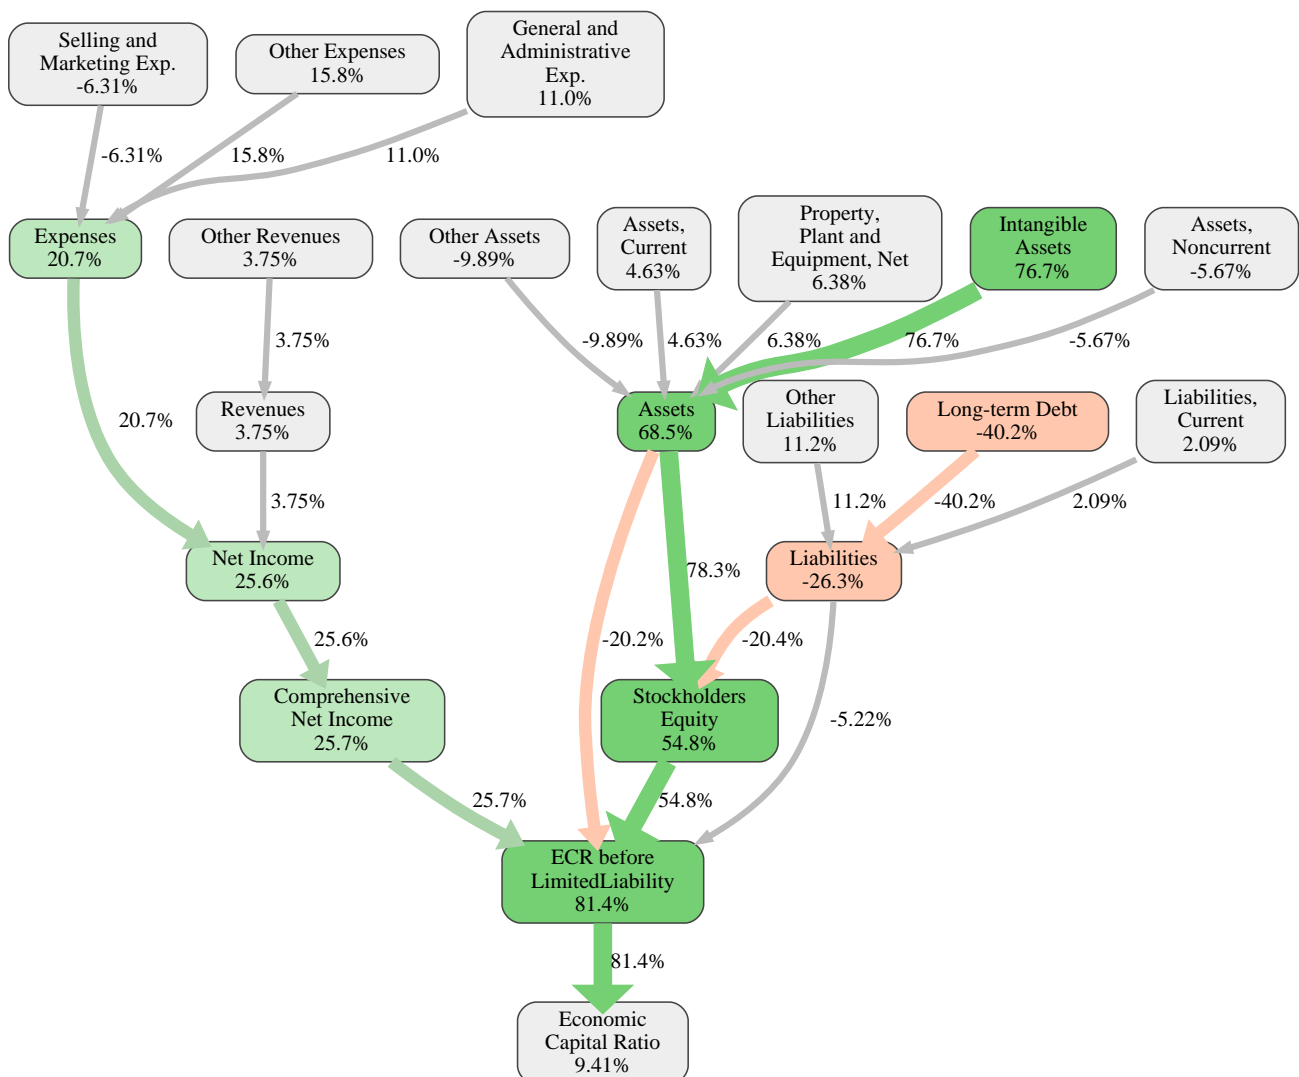 Selling and
Marketing Exp.
-6.31%
Other Expenses
15.8%
General and
Administrative
Exp.
11.0%
-6.31%
15.8%
11.0%
Expenses
20.7%
Other Revenues
3.75%
Other Assets
-9.89%
Assets,
Current
4.63%
Property,
Plant and
Equipment, Net
6.38%
Intangible
Assets
76.7%
Assets,
Noncurrent
-5.67%
3.75%
-9.89%
4.63%
6.38%
76.7%
-5.67%
20.7%
Revenues
3.75%
Assets
68.5%
Other
Liabilities
11.2%
Long-term Debt
-40.2%
Liabilities,
Current
2.09%
3.75%
11.2%
-40.2%
2.09%
Net Income
25.6%
78.3%
Liabilities
-26.3%
25.6%
-20.2%
-20.4%
Comprehensive
Net Income
25.7%
Stockholders
Equity
54.8%
-5.22%
25.7%
54.8%
ECR before
LimitedLiability
81.4%
81.4%
Economic
Capital Ratio
9.41%